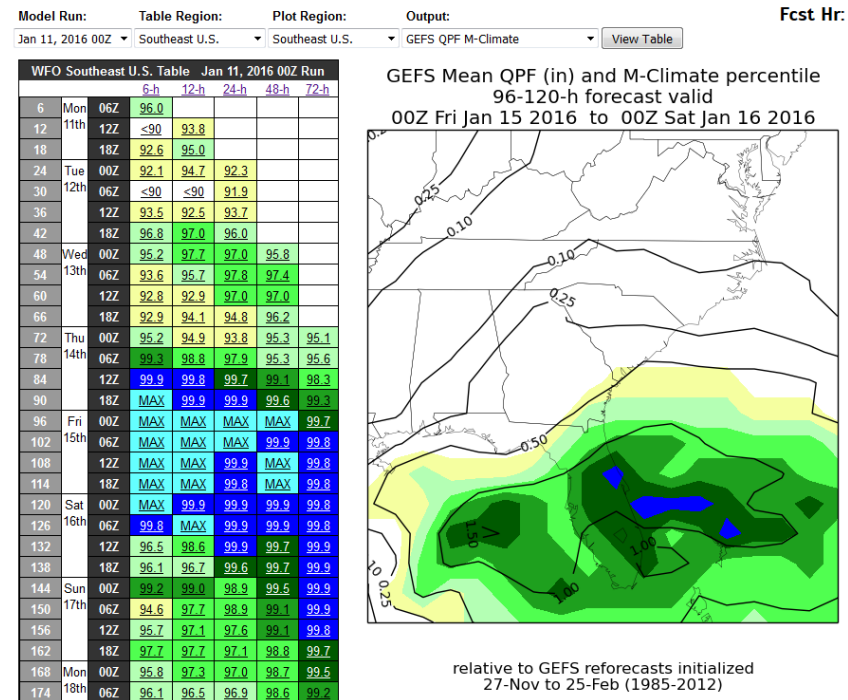 Model Run: Table Region: Plot Region: Output: Fcst Hr:
Jan 11, 2016 00Z Southeast U.S. Southeast U.S. GEFS QPF M-Climate View Table
WFO Southeast U.S. Table Jan 11, 2016 00Z Run
6-h 12-h 24-h 48-h 72-h
6 Mon 06Z 96.0
12 11th 12Z <90 93.8
18 18Z 92.6 95.0
24 Tue 00Z 92.1 94.7 92.3
30 12th 06Z <90 <90 91.9
36 12Z 93.5 92.5 93.7
42 18Z 96.8 97.0 96.0
48 Wed 00Z 95.2 97.7 97.0 95.8
54 13th 06Z 93.6 95.7 97.8 97.4
60 12Z 92.8 92.9 97.0 97.0
66 18Z 92.9 94.1 94.8 96.2
72 Thu 00Z 95.2 94.9 93.8 95.3 95.1
78 14th 06Z 99.3 98.8 97.9 95.3 95.6
84 12Z 99.9 99.8 99.7 99.1 98.3
90 18Z MAX 99.9 99.9 99.6 99.3
96 Fri 00Z MAX MAX MAX MAX 99.7
102 15th 06Z MAX MAX MAX 99.9 99.8
108 12Z MAX MAX 99.9 MAX 99.8
114 18Z MAX MAX 99.8 MAX 99.8
120 Sat 00Z MAX 99.9 99.9 99.9 99.8
126 16th 06Z 99.8 MAX 99.9 99.9 99.8
132 12Z 96.5 98.6 99.9 99.7 99.9
138 18Z 96.1 96.7 99.6 99.7 99.9
144 Sun 00Z 99.2 99.0 98.9 99.5 99.9
150 17th 06Z 94.6 97.7 98.9 99.1 99.9
156 12Z 95.7 97.1 97.6 99.1 99.8
162 18Z 97.7 97.7 97.1 98.8 99.7
168 Mon 00Z 95.8 97.3 97.0 98.7 99.5
174 18th 06Z 96.1 96.5 96.9 98.6 99.2
GEFS Mean QPF (in) and M-Climate percentile
96-120-h forecast valid
00Z Fri Jan 15 2016 to 00Z Sat Jan 16 2016
0.25
0.10
0.10
0.25
0.50
1.50
1.00
1.00
10
0.25
relative to GEFS reforecasts initialized
27-Nov to 25-Feb (1985-2012)